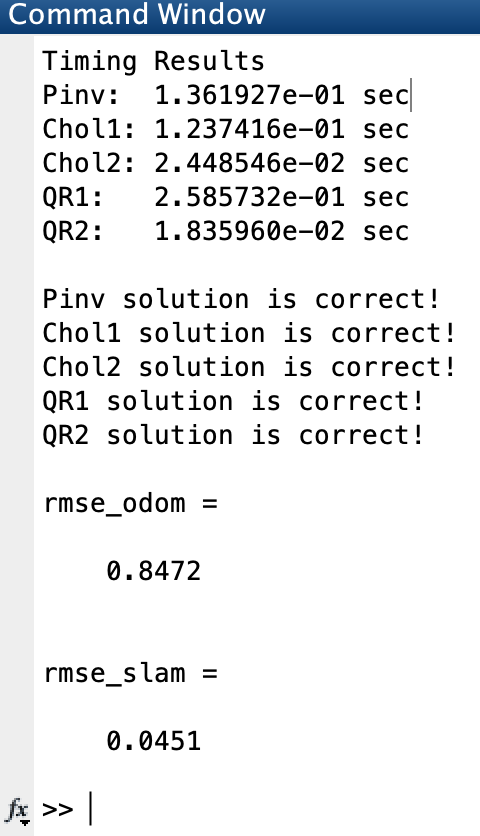 Command Window
Timing Results
Pinv:  1.361927e-01 sec
Chol1: 1.237416e-01 sec
Chol2: 2.448546e-02 sec
QR1:   2.585732e-01 sec
QR2:   1.835960e-02 sec
Pinv solution is correct!
Chol1 solution is correct!
Chol2 solution is correct!
QR1 solution is correct!
QR2 solution is correct!
rmse_odom =
0.8472
rmse_slam =
0.0451
fx >>